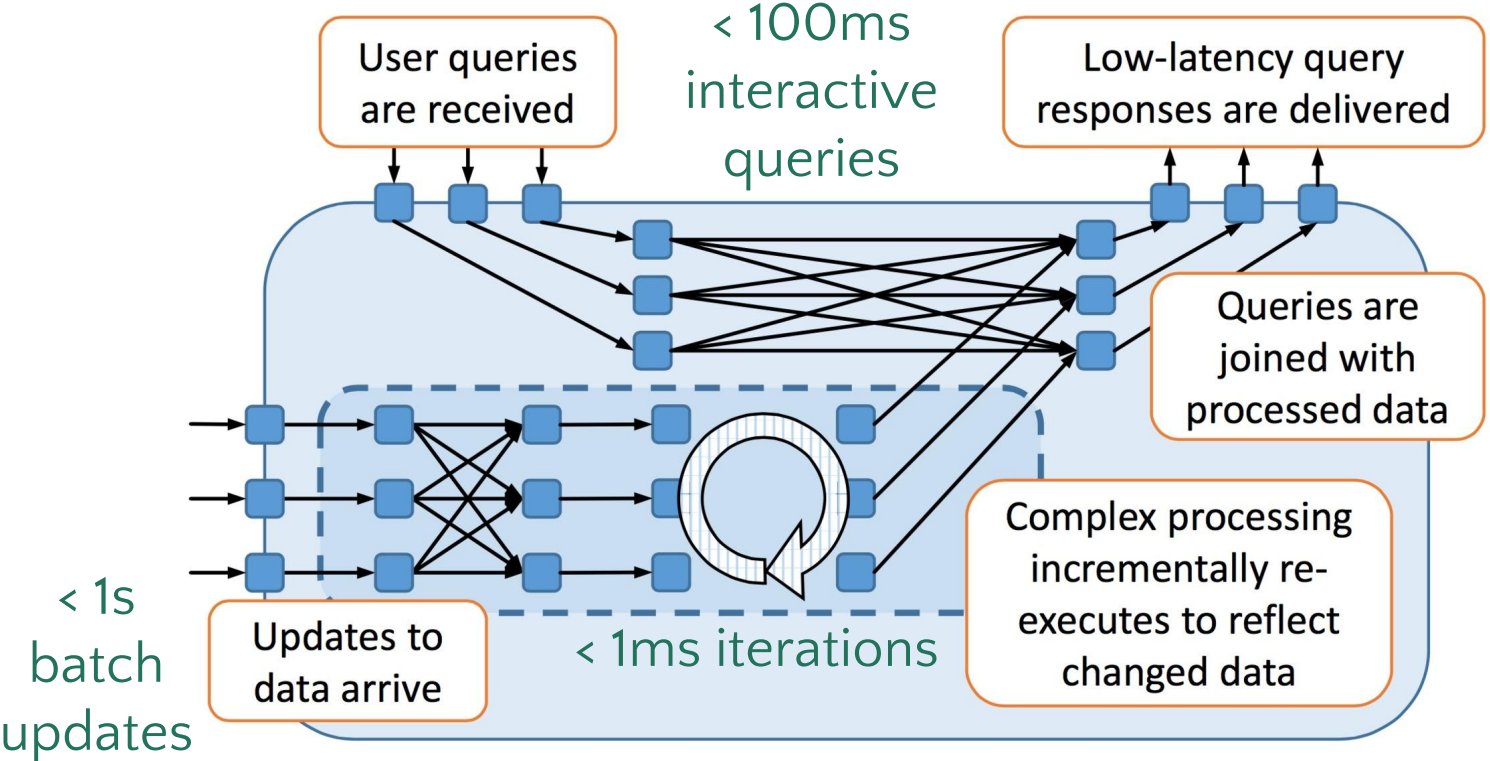 User queries
are received
< 100ms
interactive
queries
Low-latency query
responses are delivered
Queries are
joined with
processed data
Complex processing
incrementally re-
executes to reflect
changed data
< 1s
batch
updates
Updates to
data arrive
< 1ms iterations